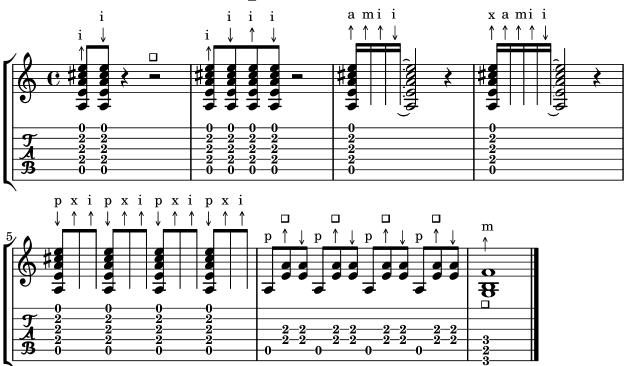 i i i i i i a m i i x a m i i
T A B 0 0 0 0 0 0 0 0
2 2 2 2 2 2 2 2
2 2 2 2 2 2 2 2
2 2 2 2 2 2 2 2
0 0 0 0 0 0 0 0
p x i p x i p x i p x i p p p p m
5
T A B 0 0 0 0
2 2 2 2
2 2 2 2 2 2 2 2 2 2 2 2
2 2 2 2 2 2 2 2 2 2 2 2 3
0 0 0 0 0 0 0 0 2
3